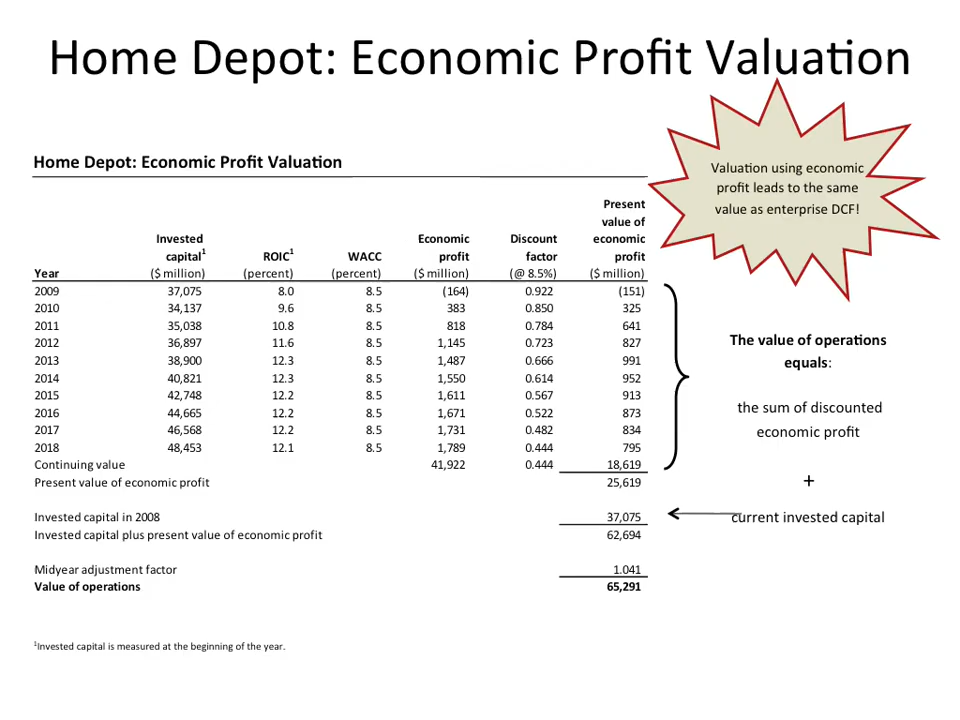 Home Depot: Economic Profit Valuation
Valuation using economic
profit leads to the same
value as enterprise DCF!
Home Depot: Economic Profit Valuation
Present
value of
Invested Economic Discount economic
capital1 ROIC1 WACC profit factor profit
Year ($ million) (percent) (percent) ($ million) (@ 8.5%) ($ million)
2009 37,075 8.0 8.5 (164) 0.922 (151)
2010 34,137 9.6 8.5 383 0.850 325
2011 35,038 10.8 8.5 818 0.784 641
2012 36,897 11.6 8.5 1,145 0.723 827
2013 38,900 12.3 8.5 1,487 0.666 991
2014 40,821 12.3 8.5 1,550 0.614 952
2015 42,748 12.2 8.5 1,611 0.567 913
2016 44,665 12.2 8.5 1,671 0.522 873
2017 46,568 12.2 8.5 1,731 0.482 834
2018 48,453 12.1 8.5 1,789 0.444 795
Continuing value 41,922 0.444 18,619
Present value of economic profit 25,619
Invested capital in 2008 37,075
Invested capital plus present value of economic profit 62,694
Midyear adjustment factor 1.041
Value of operations 65,291
The value of operations
equals:
the sum of discounted
economic profit
+
current invested capital
1Invested capital is measured at the beginning of the year.